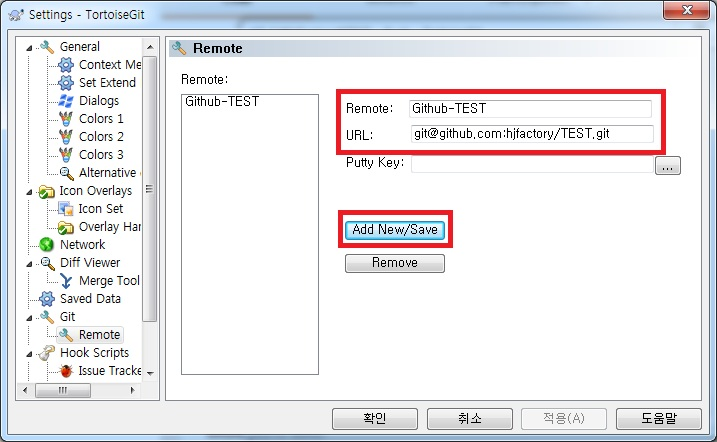 Settings - TortoiseGit
General
Context Me
Set Extend
Dialogs
Colors 1
Colors 2
Colors 3
Alternative
Icon Overlays
Icon Set
Overlay Har
Network
Diff Viewer
Merge Tool
Saved Data
Git
Remote
Hook Scripts
Issue Tracke
Remote
Remote:
Github-TEST
Remote: Github-TEST
URL: git@github.com:hjfactory/TEST.git
Putty Key: ...
Add New/Save
Remove
확인 취소 적용(A) 도움말